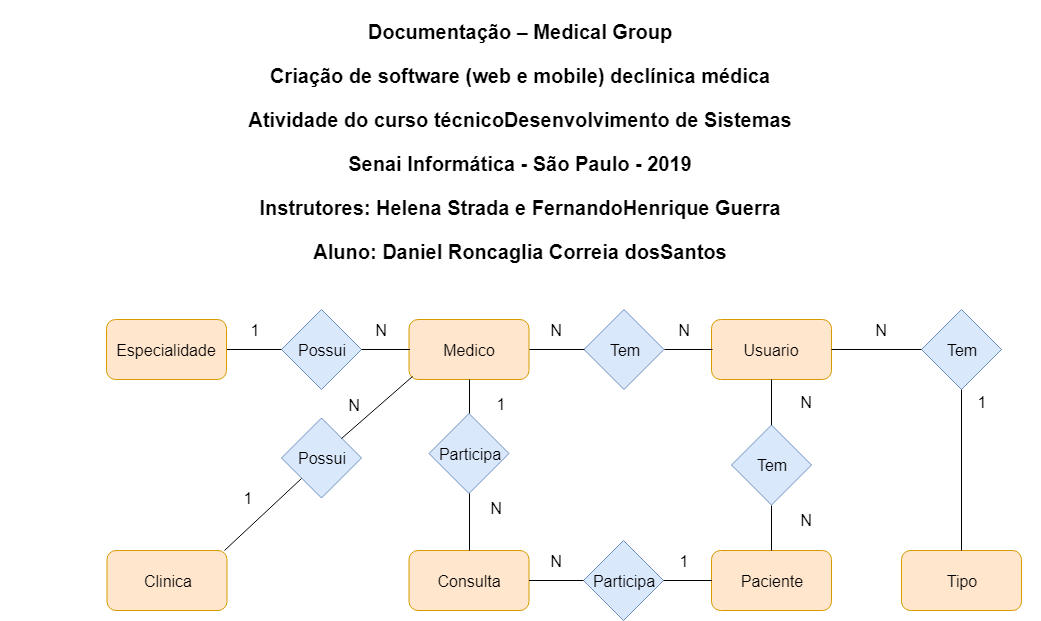 Documentação – Medical Group
Criação de software (web e mobile) declínica médica
Atividade do curso técnicoDesenvolvimento de Sistemas
Senai Informática - São Paulo - 2019
Instrutores: Helena Strada e FernandoHenrique Guerra
Aluno: Daniel Roncaglia Correia dosSantos
1 N N N N
Especialidade Possui Medico Tem Usuario Tem
N 1 N 1
Possui Participa Tem
1 N N
N 1
Clinica Consulta Participa Paciente Tipo